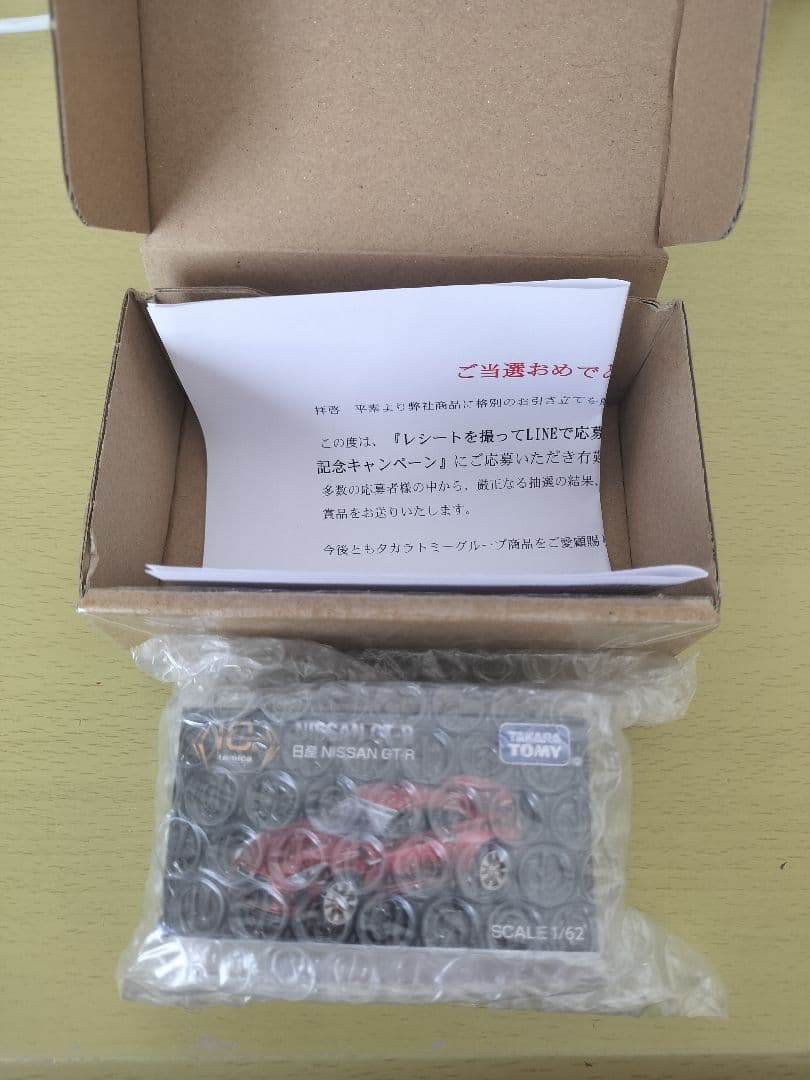 ご当選おめでと
拝啓 平素より弊社商品に格別のお引き立てを
この度は、『レシートを撮ってLINEで応募
記念キャンペーン』にご応募いただき有難
多数の応募者様の中から、厳正なる抽選の結果、
賞品をお送りいたします。
今後ともタカラトミーグループ商品をご愛顧賜り
10
tomica
NISSAN GT-R
日産 NISSAN GT-R
TAKARA
TOMY
SCALE 1/62